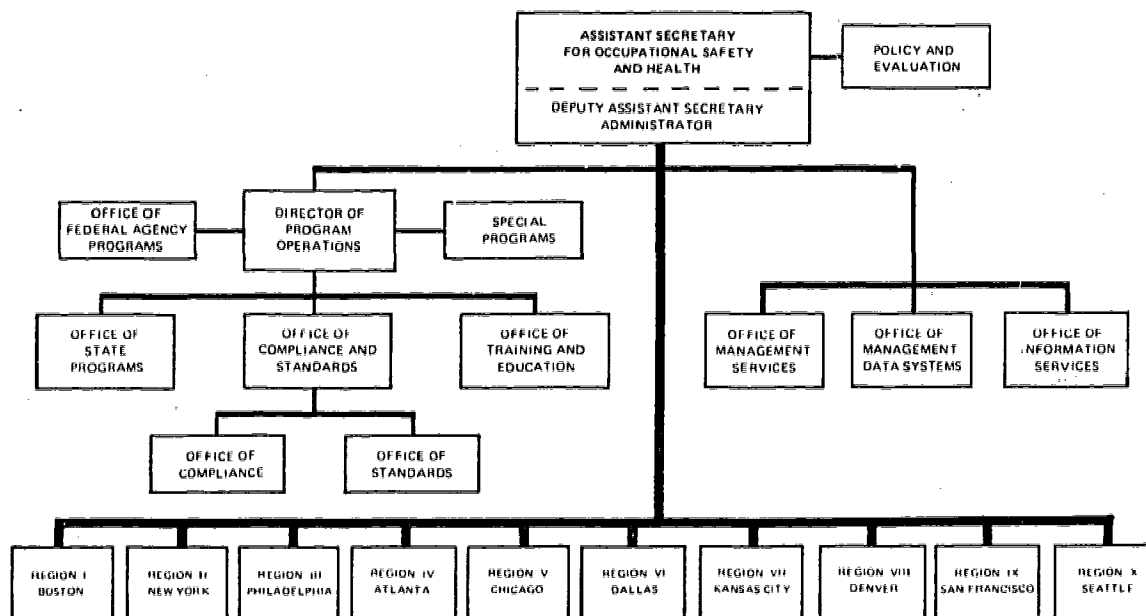 ASSISTANT SECRETARY
FOR OCCUPATIONAL SAFETY
AND HEALTH
DEPUTY ASSISTANT SECRETARY
ADMINISTRATOR
POLICY AND
EVALUATION
OFFICE OF
FEDERAL AGENCY
PROGRAMS
DIRECTOR OF
PROGRAM
OPERATIONS
SPECIAL
PROGRAMS
OFFICE OF
STATE
PROGRAMS
OFFICE OF
COMPLIANCE AND
STANDARDS
OFFICE OF
TRAINING AND
EDUCATION
OFFICE OF
MANAGEMENT
SERVICES
OFFICE OF
MANAGEMENT
DATA SYSTEMS
OFFICE OF
INFORMATION
SERVICES
OFFICE OF
COMPLIANCE
OFFICE OF
STANDARDS
REGION I
BOSTON
REGION II
NEW YORK
REGION III
PHILADELPHIA
REGION IV
ATLANTA
REGION V
CHICAGO
REGION VI
DALLAS
REGION VII
KANSAS CITY
REGION VIII
DENVER
REGION IX
SAN FRANCISCO
REGION X
SEATTLE